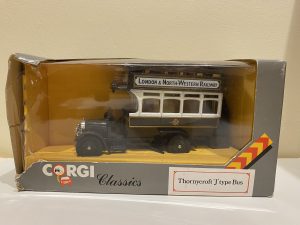 LONDON & NORTH WESTERN RAILWAY
CORGI
Classics
Thornycroft 'J' type Bus